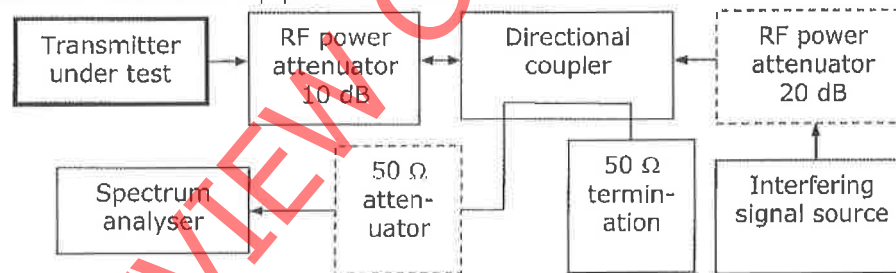 Transmitter
under test
RF power
attenuator
10 dB
Directional
coupler
RF power
attenuator
20 dB
Spectrum
analyser
50 Ω
atten-
uator
50 Ω
termin-
ation
Interfering
signal source
VIEW